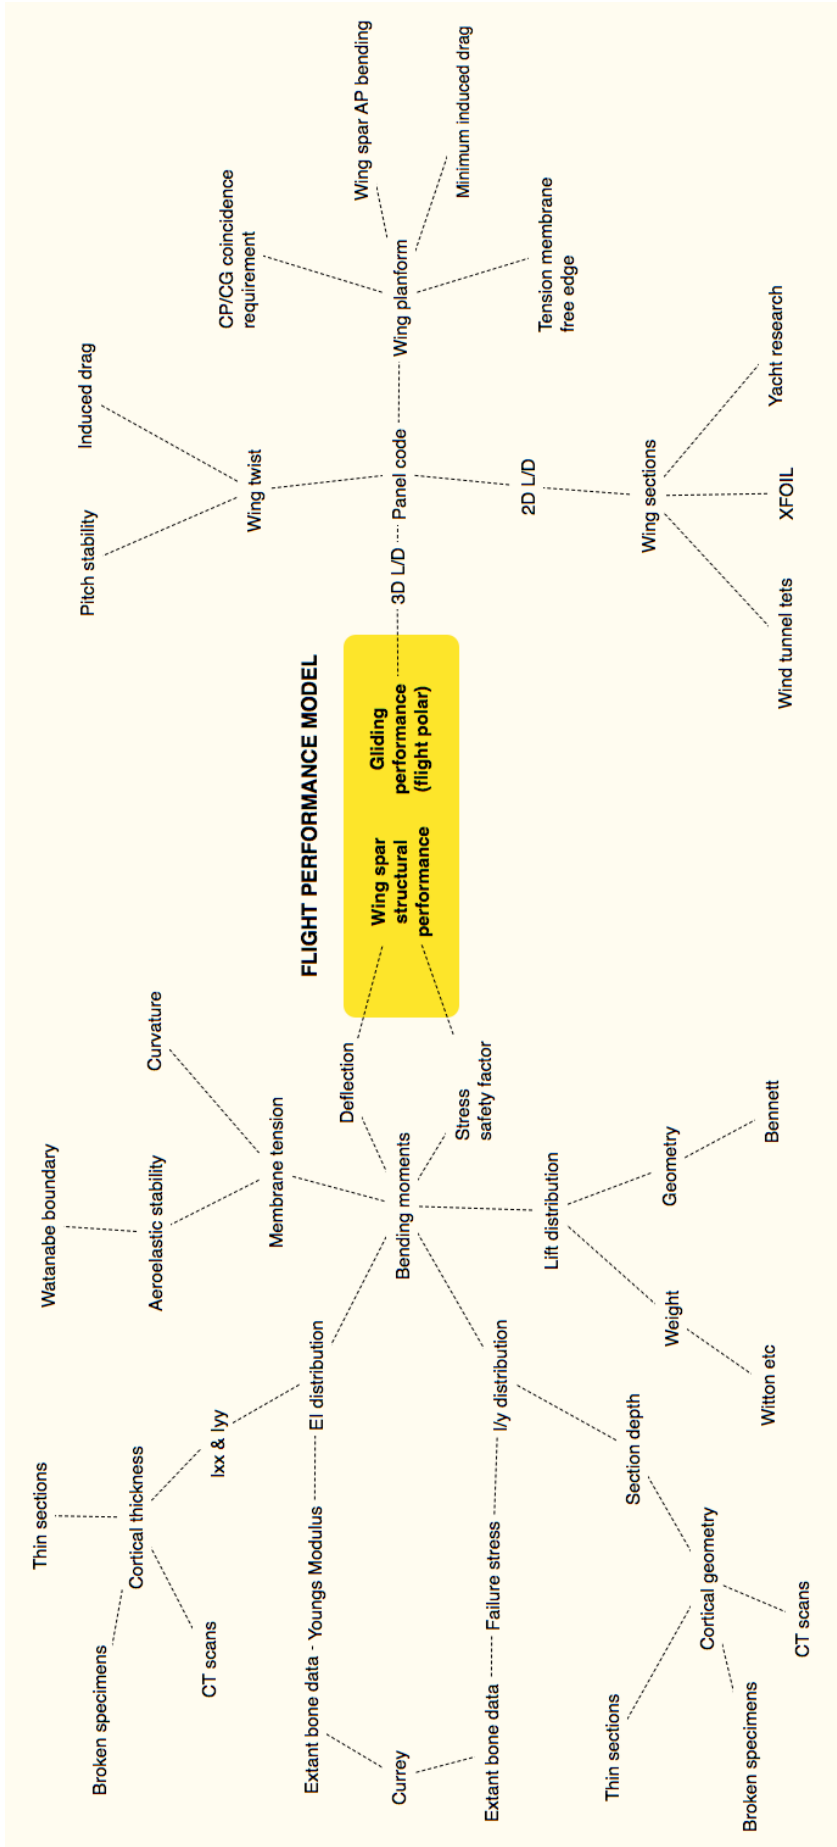 FLIGHT PERFORMANCE MODEL
Wing spar
structural
performance
Gliding
performance
(flight polar)
Thin sections
Broken specimens
Cortical thickness
CT scans
Ixx & Iyy
Watanabe boundary
Aeroelastic stability
Curvature
Membrane tension
Extant bone data - Youngs Modulus
EI distribution
Deflection
Currey
Bending moments
Extant bone data
Failure stress
I/y distribution
Stress
safety factor
Thin sections
Section depth
Lift distribution
Cortical geometry
Broken specimens
CT scans
Weight
Geometry
Witton etc
Bennett
Pitch stability
Induced drag
Wing twist
CP/CG coincidence
requirement
Wing spar AP bending
3D L/D
Panel code
Wing planform
Minimum induced drag
2D L/D
Tension membrane
free edge
Wing sections
Wind tunnel tets
XFOIL
Yacht research